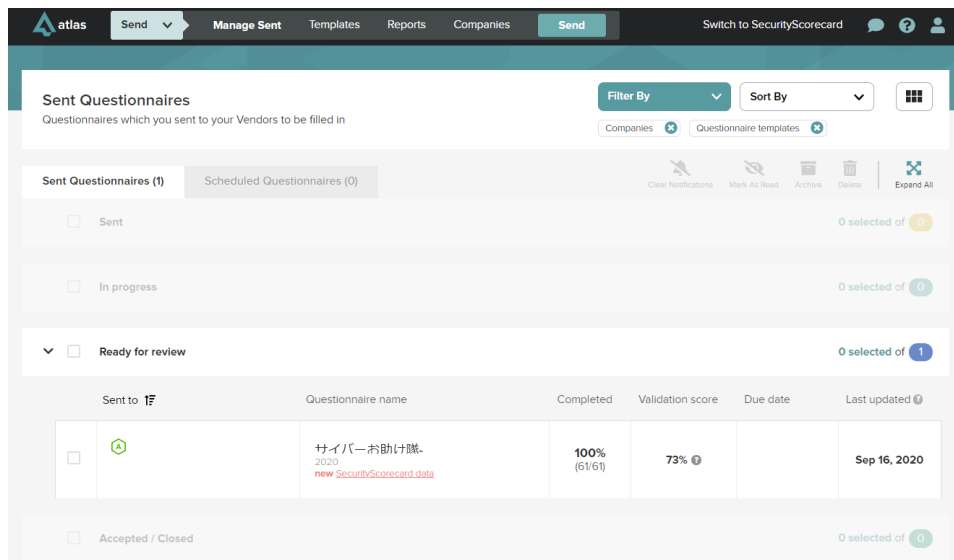 atlas Send Manage Sent Templates Reports Companies Send Switch to SecurityScorecard
Sent Questionnaires
Questionnaires which you sent to your Vendors to be filled in
Filter By Sort By
Companies Questionnaire templates
Sent Questionnaires (1) Scheduled Questionnaires (0)
Clear Notifications Mark As Read Archive Delete Expand All
Sent 0 selected of 0
In progress 0 selected of 0
Ready for review 0 selected of 1
Sent to Questionnaire name Completed Validation score Due date Last updated
A サイバーお助け隊- 100% 73% Sep 16, 2020
2020 (61/61)
new SecurityScorecard data
Accepted / Closed 0 selected of 0